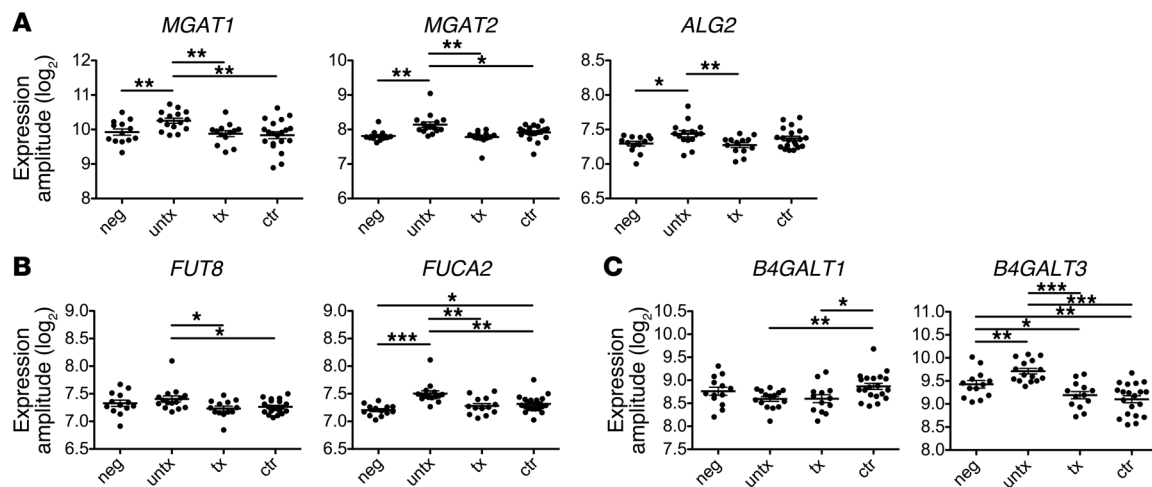 A
MGAT1
MGAT2
ALG2
Expression
amplitude (log2)
12
11
10
9
8
**
**
**
neg
untx
tx
ctr
10
8
6
**
**
*
neg
untx
tx
ctr
8.5
8.0
7.5
7.0
6.5
*
**
neg
untx
tx
ctr
B
FUT8
FUCA2
Expression
amplitude (log2)
9.0
8.5
8.0
7.5
7.0
6.5
*
*
neg
untx
tx
ctr
9.0
8.5
8.0
7.5
7.0
6.5
*
**
**
***
neg
untx
tx
ctr
C
B4GALT1
B4GALT3
Expression
amplitude (log2)
10.5
10.0
9.5
9.0
8.5
8.0
7.5
*
**
neg
untx
tx
ctr
11.0
10.5
10.0
9.5
9.0
8.5
8.0
***
***
**
*
**
neg
untx
tx
ctr